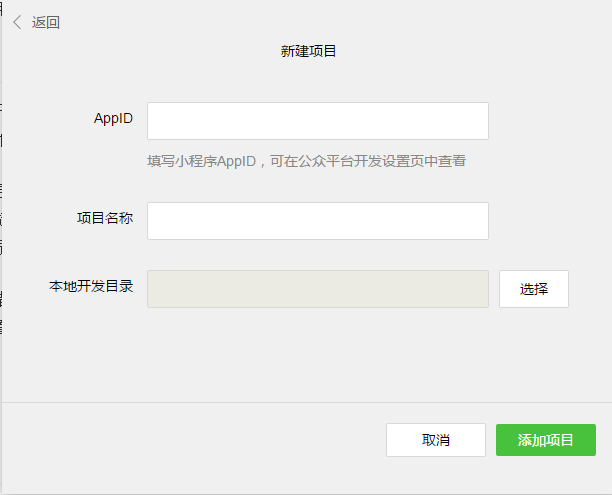 返回
新建项目
AppID
填写小程序AppID，可在公众平台开发设置页中查看
项目名称
本地开发目录
选择
取消
添加项目